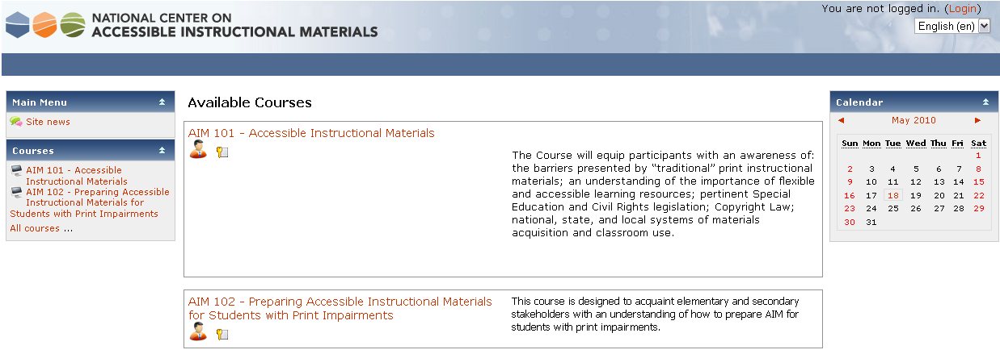 NATIONAL CENTER ON
ACCESSIBLE INSTRUCTIONAL MATERIALS
You are not logged in. (Login)
English (en)
Main Menu
Site news
Courses
AIM 101 - Accessible
Instructional Materials
AIM 102 - Preparing Accessible
Instructional Materials for
Students with Print Impairments
All courses ...
Available Courses
AIM 101 - Accessible Instructional Materials
The Course will equip participants with an awareness of:
the barriers presented by “traditional” print instructional
materials; an understanding of the importance of flexible
and accessible learning resources; pertinent Special
Education and Civil Rights legislation; Copyright Law;
national, state, and local systems of materials
acquisition and classroom use.
AIM 102 - Preparing Accessible Instructional Materials
for Students with Print Impairments
This course is designed to acquaint elementary and secondary
stakeholders with an understanding of how to prepare AIM for
students with print impairments.
Calendar
◄ May 2010 ►
Sun Mon Tue Wed Thu Fri Sat
1
2 3 4 5 6 7 8
9 10 11 12 13 14 15
16 17 18 19 20 21 22
23 24 25 26 27 28 29
30 31